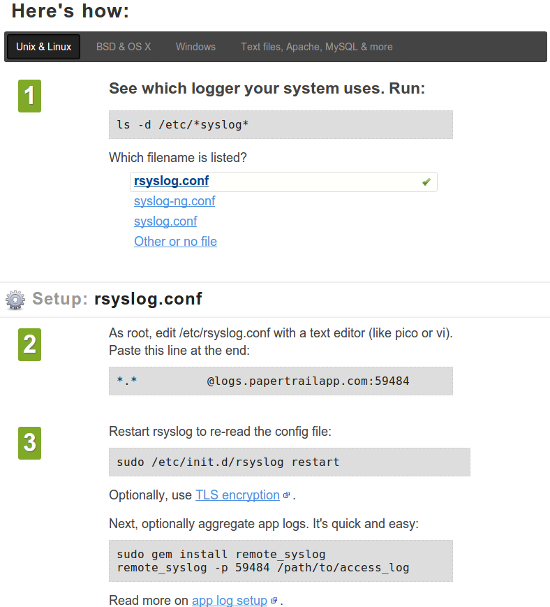 Here's how:
Unix & Linux BSD & OS X Windows Text files, Apache, MySQL & more
1 See which logger your system uses. Run:
ls -d /etc/*syslog*
Which filename is listed?
rsyslog.conf
syslog-ng.conf
syslog.conf
Other or no file
Setup: rsyslog.conf
2 As root, edit /etc/rsyslog.conf with a text editor (like pico or vi).
Paste this line at the end:
*.* @logs.papertrailapp.com:59484
3 Restart rsyslog to re-read the config file:
sudo /etc/init.d/rsyslog restart
Optionally, use TLS encryption.
Next, optionally aggregate app logs. It's quick and easy:
sudo gem install remote_syslog
remote_syslog -p 59484 /path/to/access_log
Read more on app log setup.